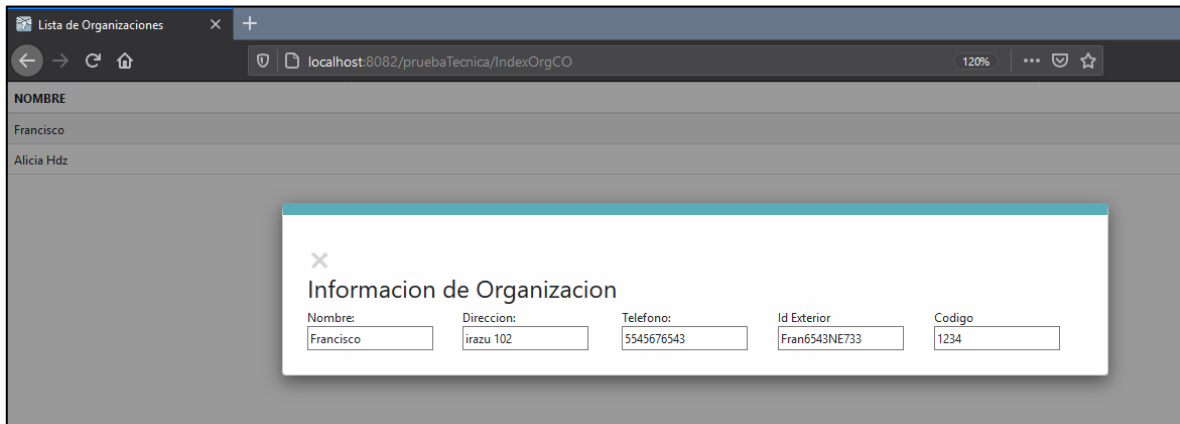 Lista de Organizaciones
localhost:8082/pruebaTecnica/IndexOrgCO 120%
NOMBRE
Francisco
Alicia Hdz
Informacion de Organizacion
Nombre: Direccion: Telefono: Id Exterior Codigo
Francisco irazu 102 5545676543 Fran6543NE733 1234